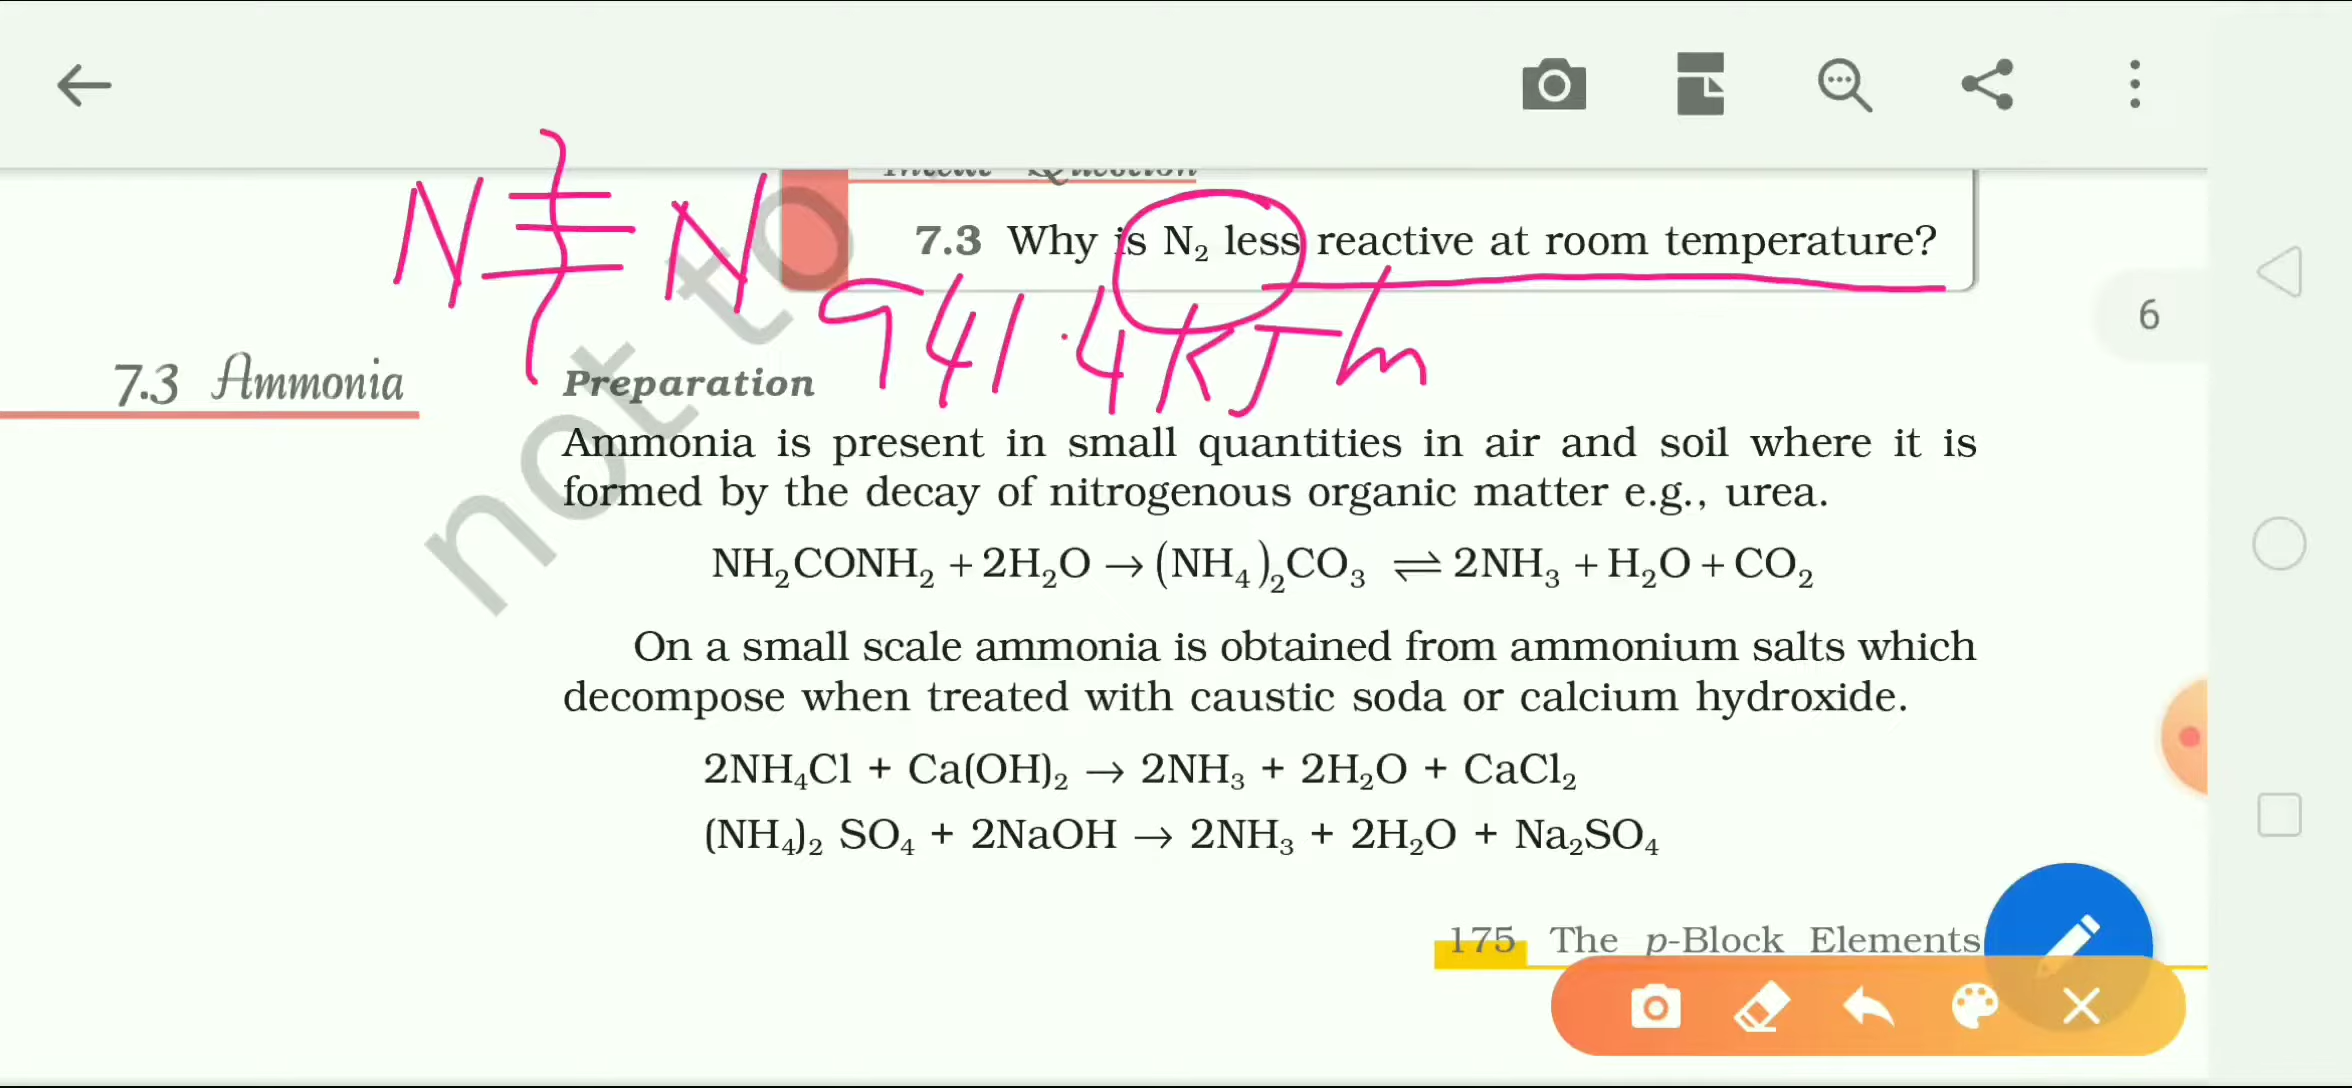 Intext Question
N≡N
7.3 Why is N₂ less reactive at room temperature?
941.4 kJ m
6
7.3 Ammonia
Preparation
Ammonia is present in small quantities in air and soil where it is
formed by the decay of nitrogenous organic matter e.g., urea.
NH₂CONH₂ + 2H₂O → (NH₄)₂CO₃ ⇌ 2NH₃ + H₂O + CO₂
On a small scale ammonia is obtained from ammonium salts which
decompose when treated with caustic soda or calcium hydroxide.
2NH₄Cl + Ca(OH)₂ → 2NH₃ + 2H₂O + CaCl₂
(NH₄)₂ SO₄ + 2NaOH → 2NH₃ + 2H₂O + Na₂SO₄
175 The p-Block Elements
not to